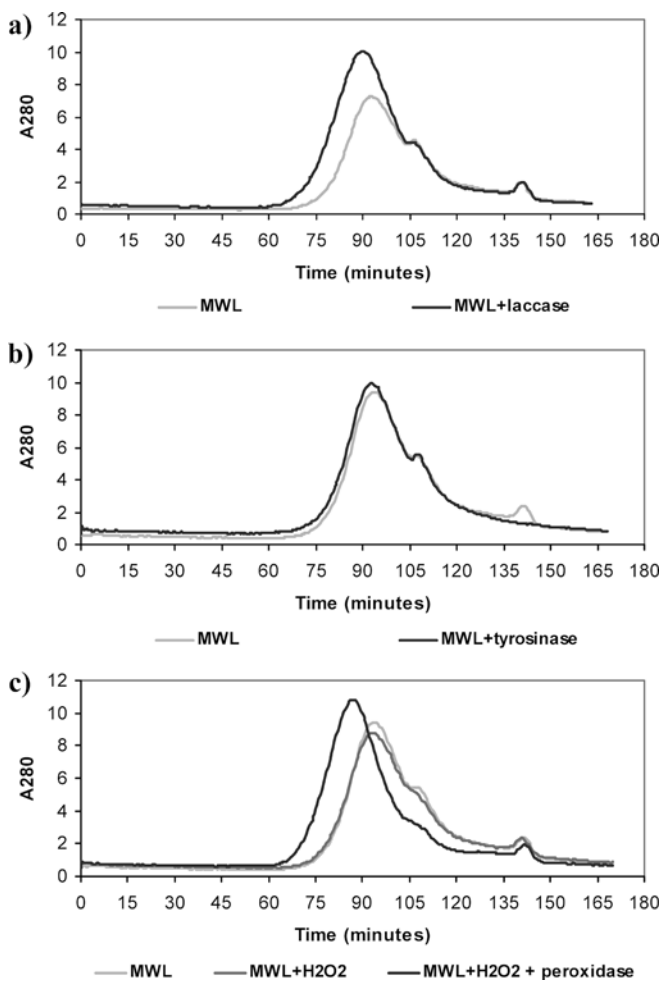 a)
12
10
8
6
4
2
0
A280
0 15 30 45 60 75 90 105 120 135 150 165 180
Time (minutes)
MWL MWL+laccase
b)
12
10
8
6
4
2
0
A280
0 15 30 45 60 75 90 105 120 135 150 165 180
Time (minutes)
MWL MWL+tyrosinase
c)
12
10
8
6
4
2
0
A280
0 15 30 45 60 75 90 105 120 135 150 165 180
Time (minutes)
MWL MWL+H2O2 MWL+H2O2 + peroxidase